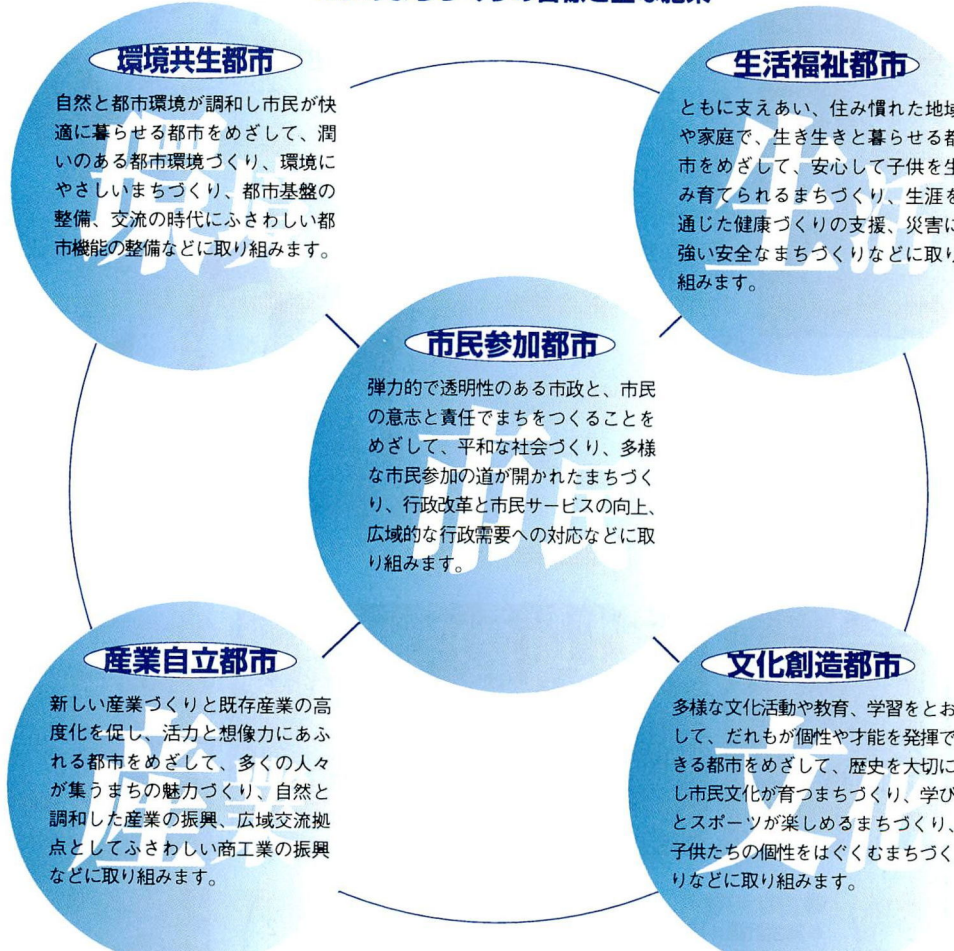 環境共生都市
自然と都市環境が調和し市民が快
適に暮らせる都市をめざして、潤
いのある都市環境づくり、環境に
やさしいまちづくり、都市基盤の
整備、交流の時代にふさわしい都
市機能の整備などに取り組みます。
環境
生活福祉都市
ともに支えあい、住み慣れた地域
や家庭で、生き生きと暮らせる都
市をめざして、安心して子供を生
み育てられるまちづくり、生涯を
通じた健康づくりの支援、災害に
強い安全なまちづくりなどに取り
組みます。
生活
市民参加都市
弾力的で透明性のある市政と、市民
の意志と責任でまちをつくることを
めざして、平和な社会づくり、多様
な市民参加の道が開かれたまちづく
り、行政改革と市民サービスの向上、
広域的な行政需要への対応などに取
り組みます。
市民
産業自立都市
新しい産業づくりと既存産業の高
度化を促し、活力と想像力にあふ
れる都市をめざして、多くの人々
が集うまちの魅力づくり、自然と
調和した産業の振興、広域交流拠
点としてふさわしい商工業の振興
などに取り組みます。
産業
文化創造都市
多様な文化活動や教育、学習をとお
して、だれもが個性や才能を発揮で
きる都市をめざして、歴史を大切に
し市民文化が育つまちづくり、学び
とスポーツが楽しめるまちづくり、
子供たちの個性をはぐくむまちづく
りなどに取り組みます。
文化